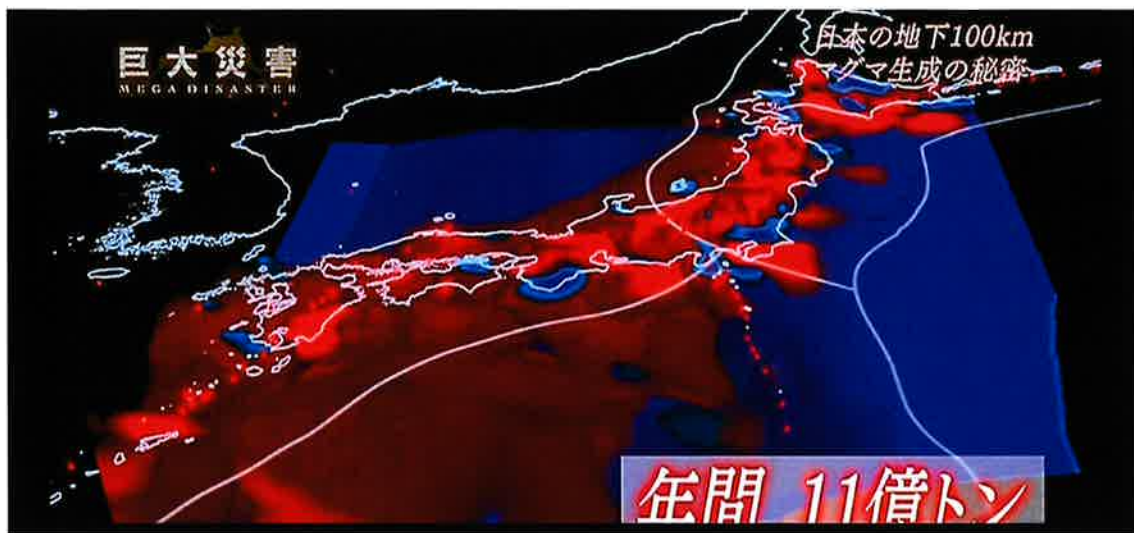 巨大災害
MEGA DISASTER
日本の地下100km
マグマ生成の秘密
年間 11億トン